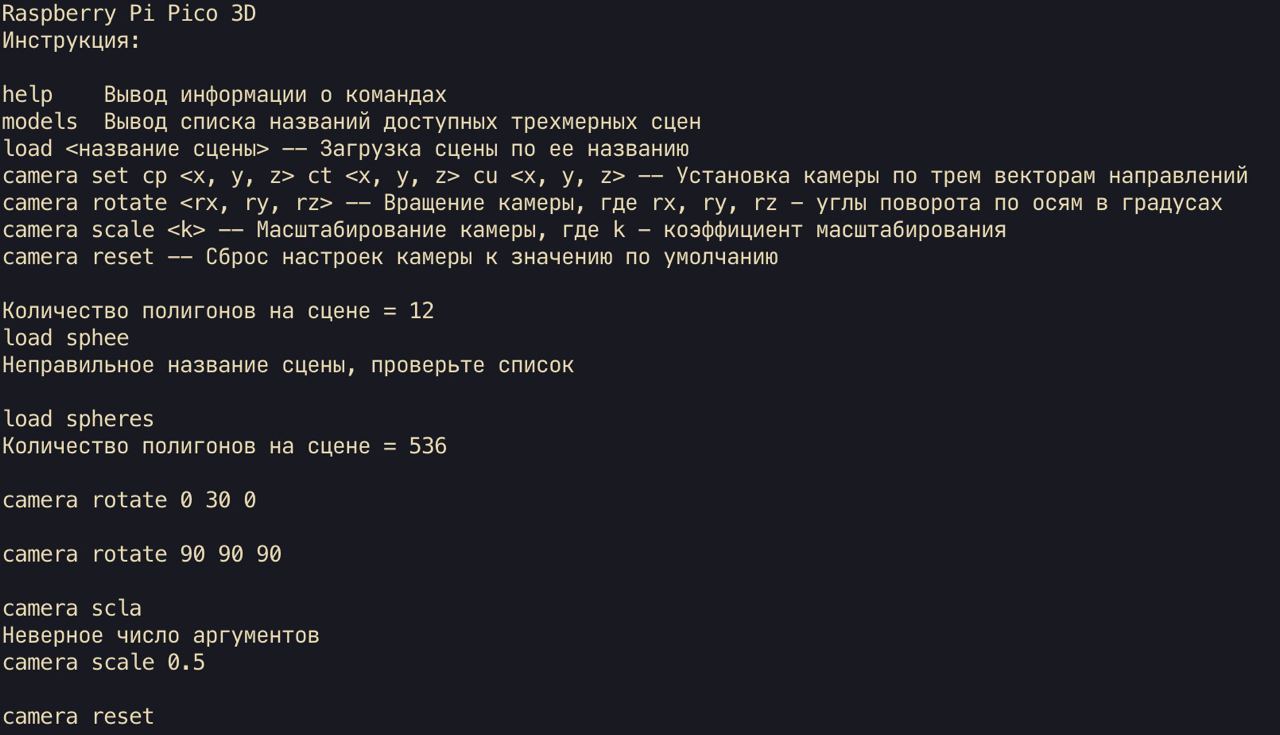 Raspberry Pi Pico 3D
Инструкция:
help    Вывод информации о командах
models  Вывод списка названий доступных трехмерных сцен
load <название сцены> -- Загрузка сцены по ее названию
camera set cp <x, y, z> ct <x, y, z> cu <x, y, z> -- Установка камеры по трем векторам направлений
camera rotate <rx, ry, rz> -- Вращение камеры, где rx, ry, rz - углы поворота по осям в градусах
camera scale <k> -- Масштабирование камеры, где k - коэффициент масштабирования
camera reset -- Сброс настроек камеры к значению по умолчанию
Количество полигонов на сцене = 12
load sphee
Неправильное название сцены, проверьте список
load spheres
Количество полигонов на сцене = 536
camera rotate 0 30 0
camera rotate 90 90 90
camera scla
Неверное число аргументов
camera scale 0.5
camera reset